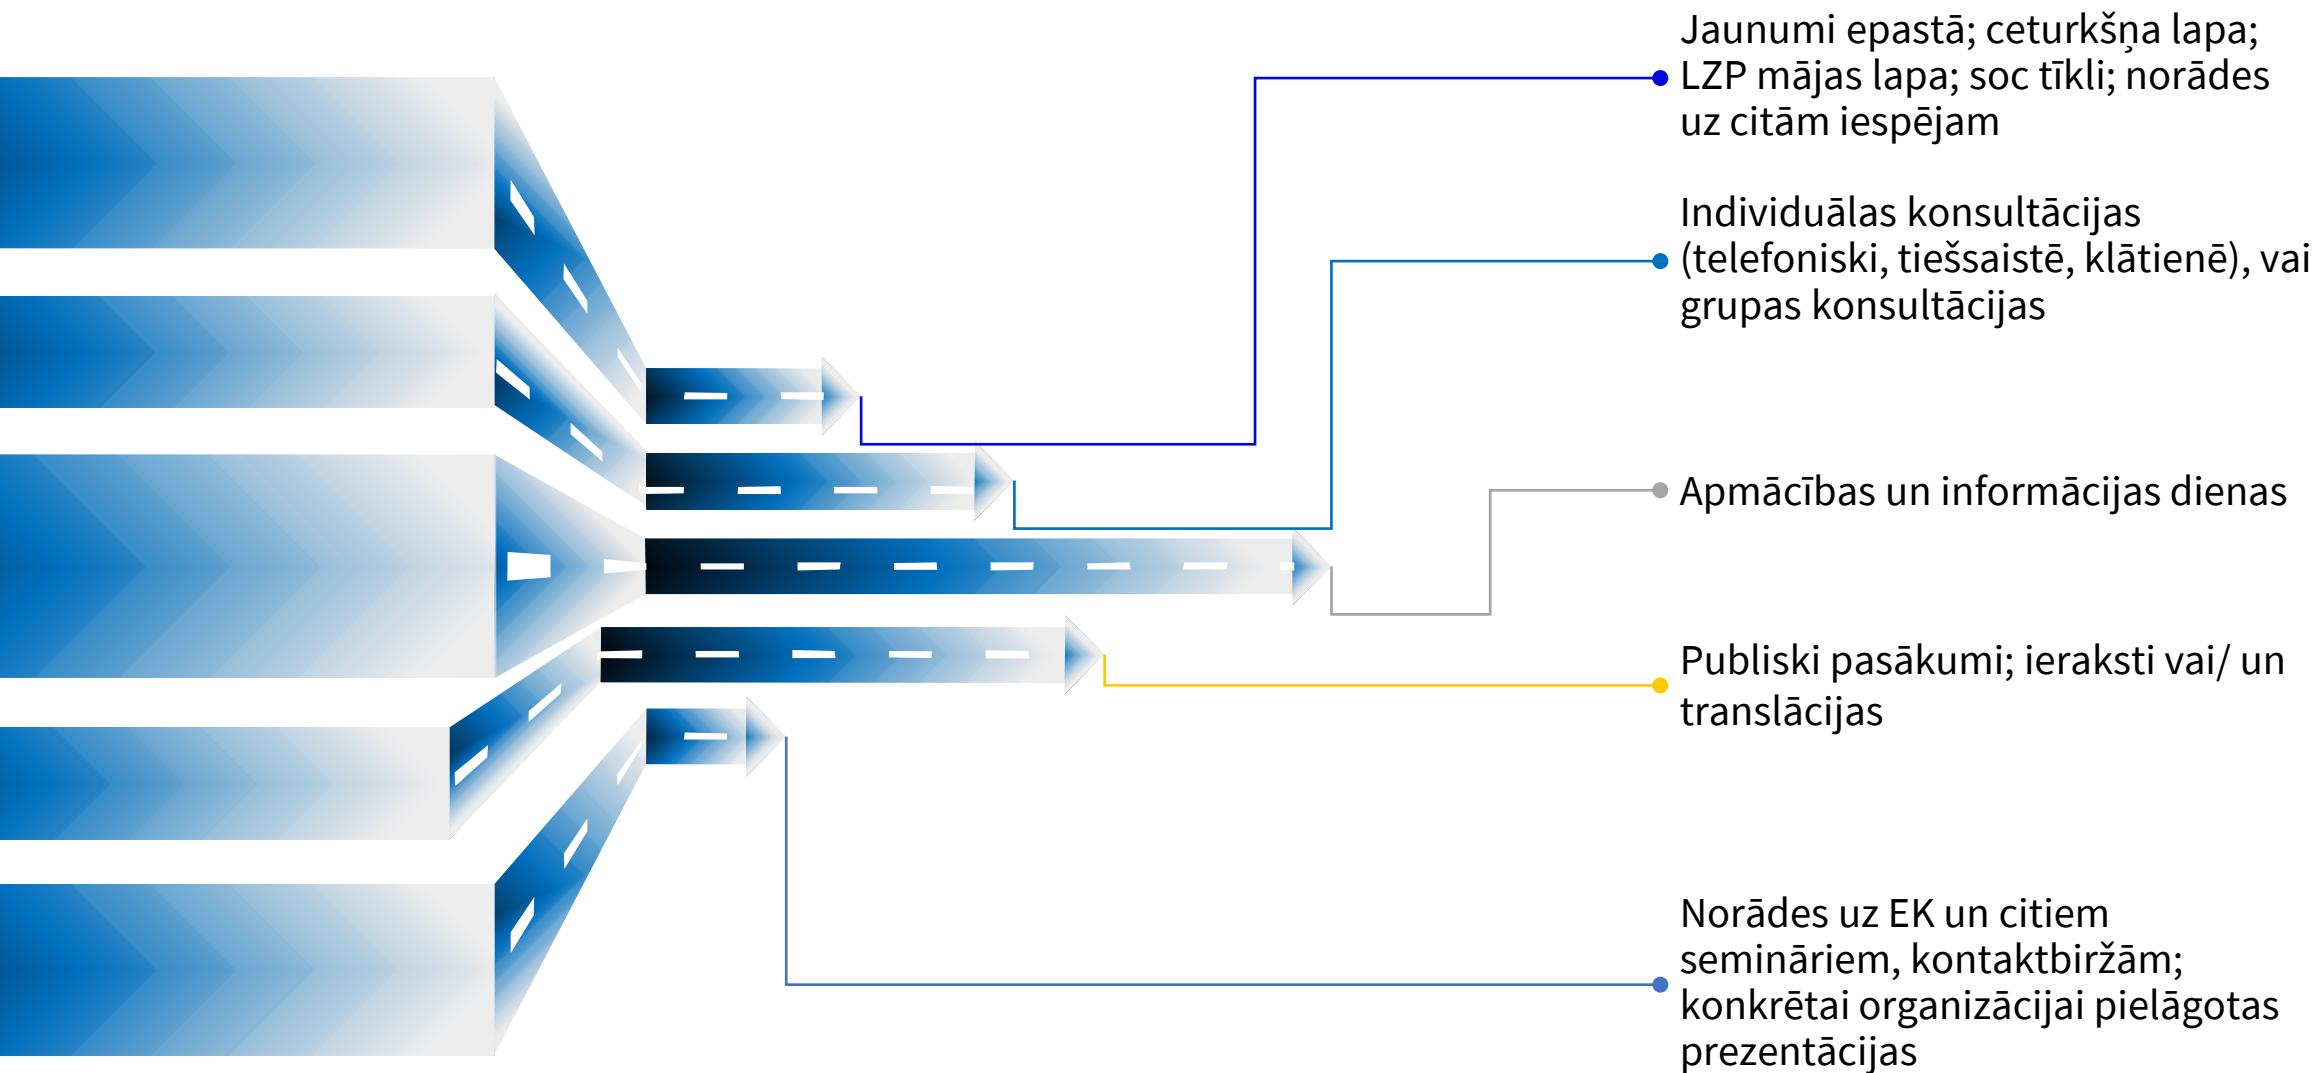 Jaunumi epastā; ceturkšņa lapa;
LZP mājas lapa; soc tīkli; norādes
uz citām iespējam
Individuālas konsultācijas
(telefoniski, tiešsaistē, klātienē), vai
grupas konsultācijas
Apmācības un informācijas dienas
Publiski pasākumi; ieraksti vai/ un
translācijas
Norādes uz EK un citiem
semināriem, kontaktbiržām;
konkrētai organizācijai pielāgotas
prezentācijas